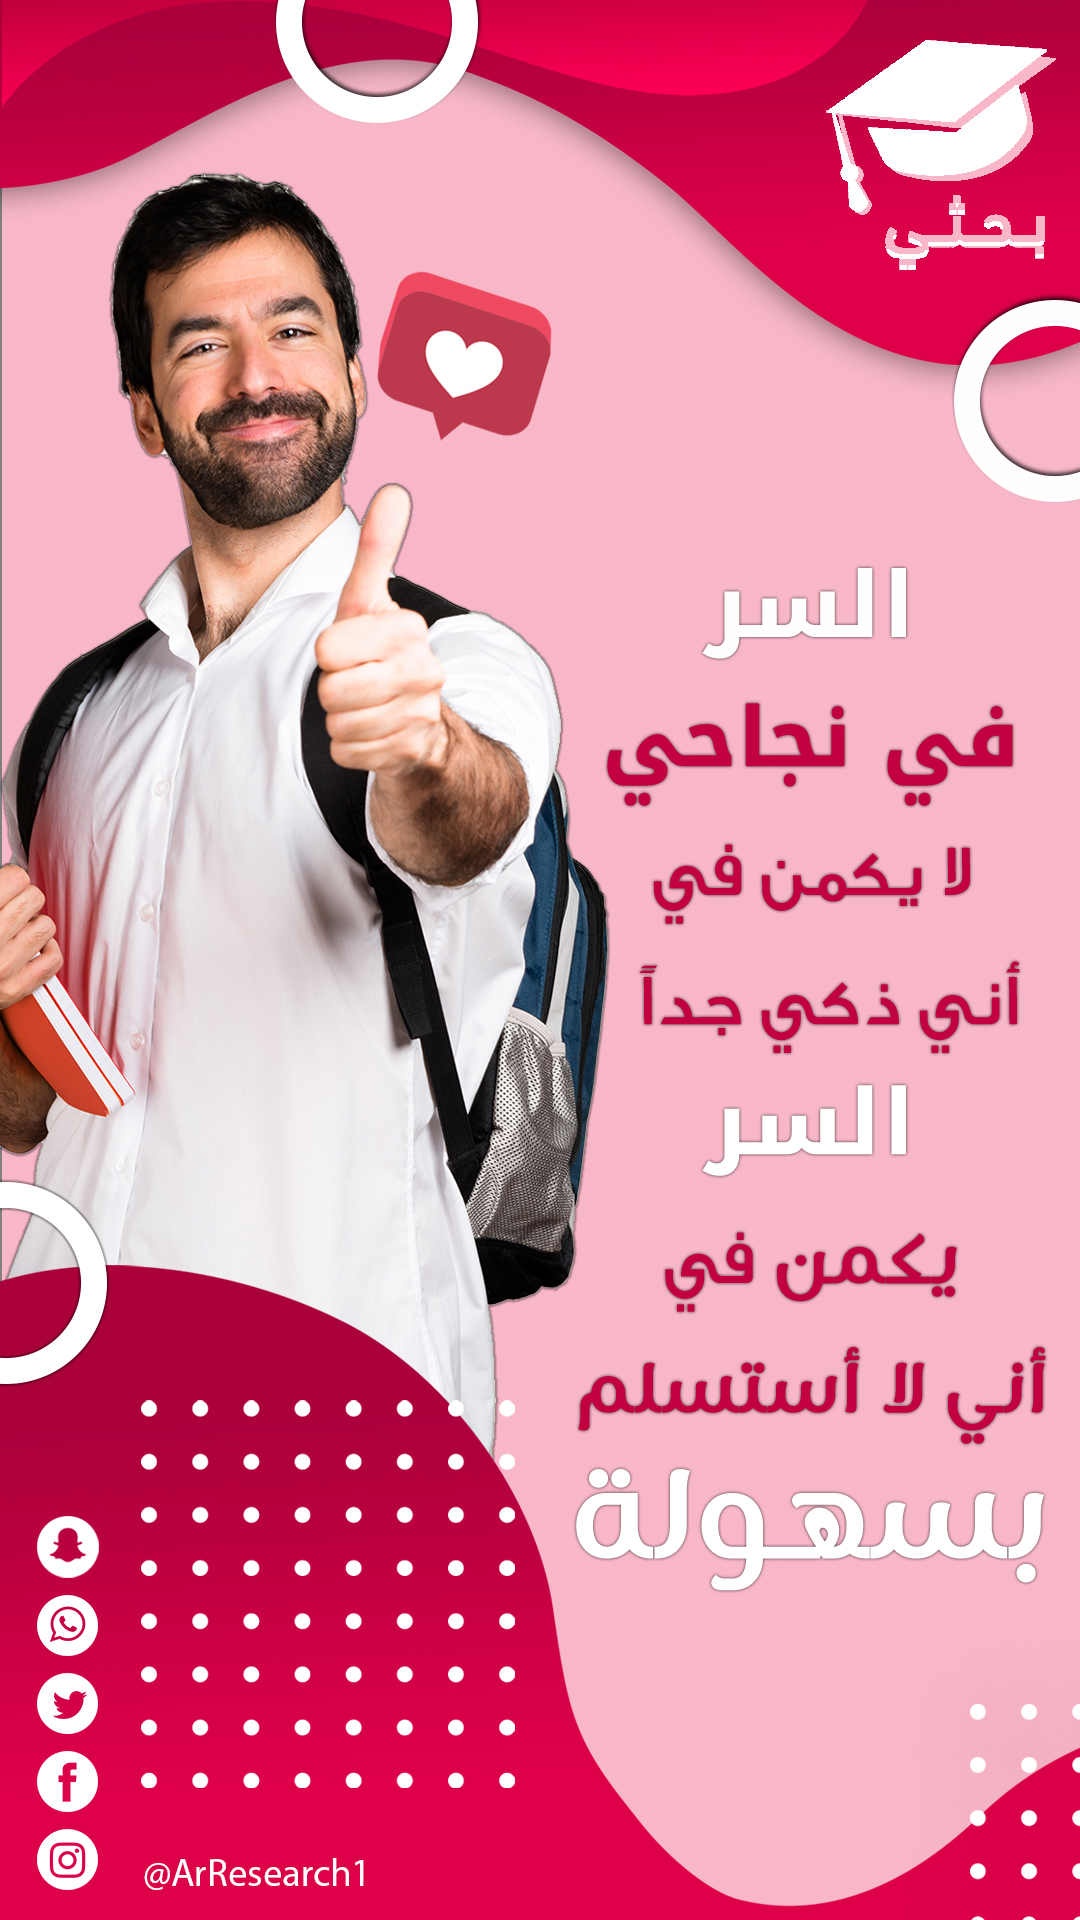 بحثي
السر
في نجاحي
لا يكمن في
أني ذكي جداً
السر
يكمن في
أني لا أستسلم
بسهولة
@ArResearch1